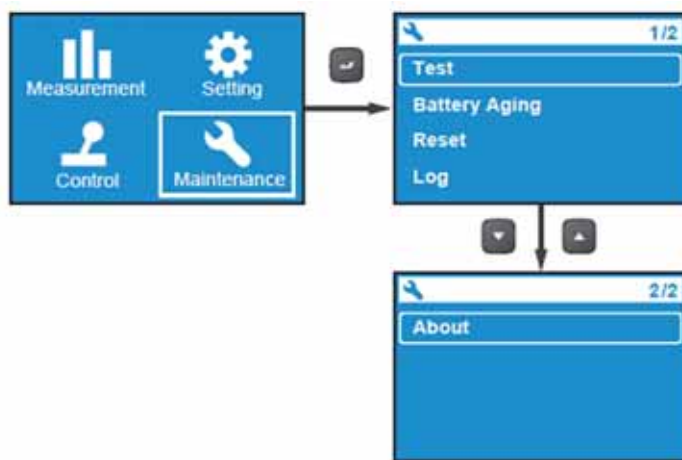 Measurement
Setting
Control
Maintenance
1/2
Test
Battery Aging
Reset
Log
2/2
About